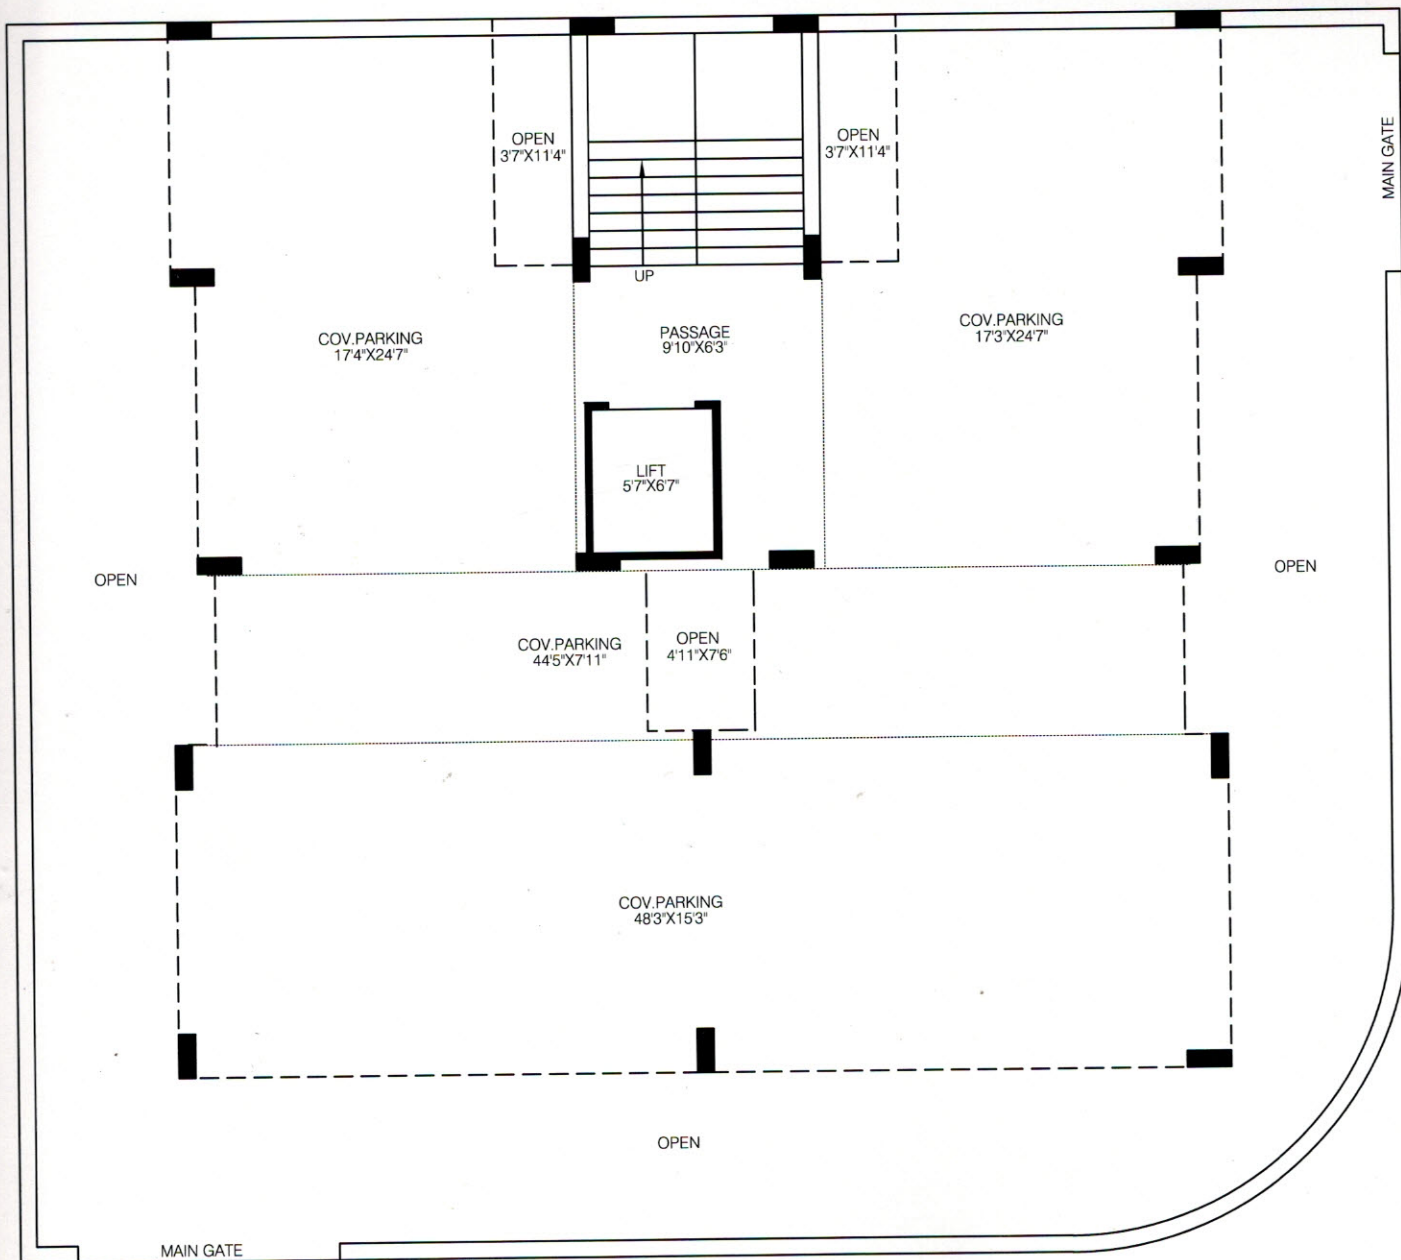 OPEN
3'7"X11'4"
OPEN
3'7"X11'4"
MAIN GATE
UP
COV.PARKING
17'4"X24'7"
PASSAGE
9'10"X6'3"
COV.PARKING
17'3"X24'7"
LIFT
5'7"X6'7"
OPEN
OPEN
COV.PARKING
44'5"X7'11"
OPEN
4'11"X7'6"
COV.PARKING
48'3"X15'3"
OPEN
MAIN GATE